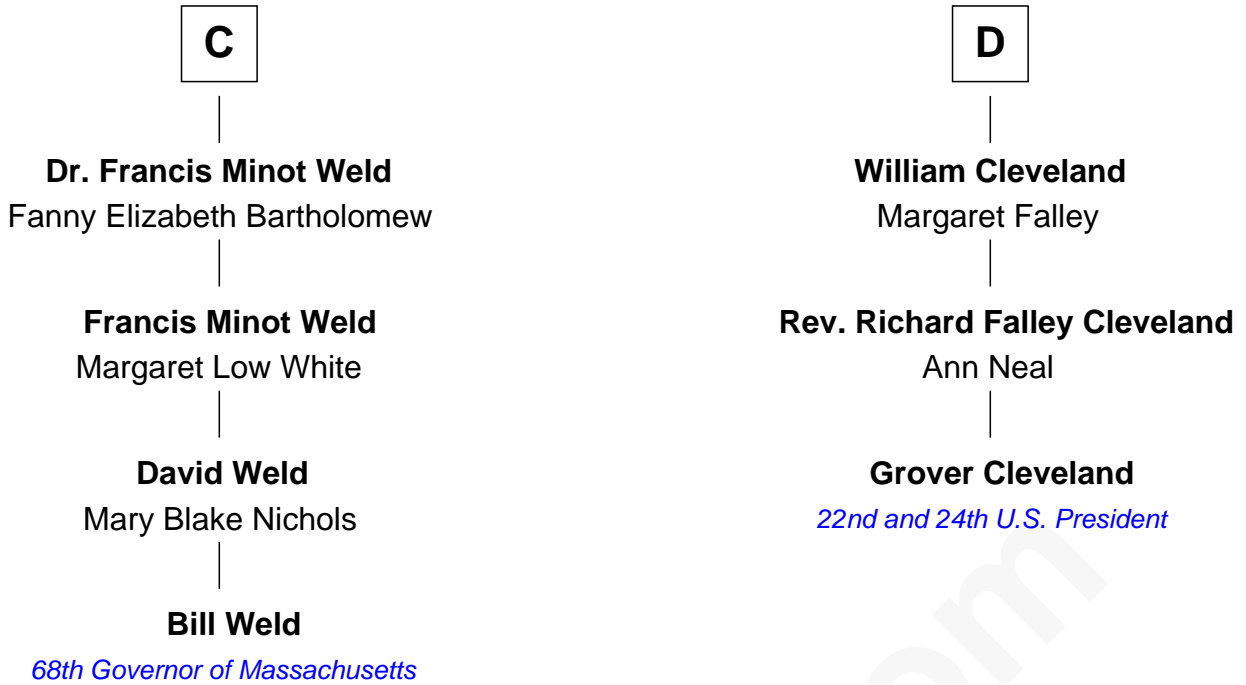 C
Dr. Francis Minot Weld
Fanny Elizabeth Bartholomew
Francis Minot Weld
Margaret Low White
David Weld
Mary Blake Nichols
Bill Weld
68th Governor of Massachusetts
D
William Cleveland
Margaret Falley
Rev. Richard Falley Cleveland
Ann Neal
Grover Cleveland
22nd and 24th U.S. President
om